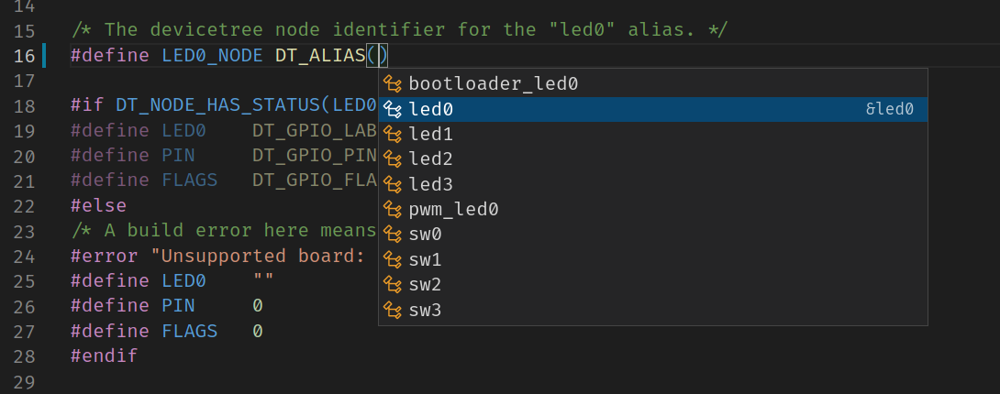 14
15 /* The devicetree node identifier for the "led0" alias. */
16 #define LED0_NODE DT_ALIAS()
17 bootloader_led0
18 #if DT_NODE_HAS_STATUS(LED0 led0 &led0
19 #define LED0 DT_GPIO_LAB led1
20 #define PIN DT_GPIO_PIN led2
21 #define FLAGS DT_GPIO_FLA led3
22 #else pwm_led0
23 /* A build error here means sw0
24 #error "Unsupported board: sw1
25 #define LED0 "" sw2
26 #define PIN 0 sw3
27 #define FLAGS 0
28 #endif
29